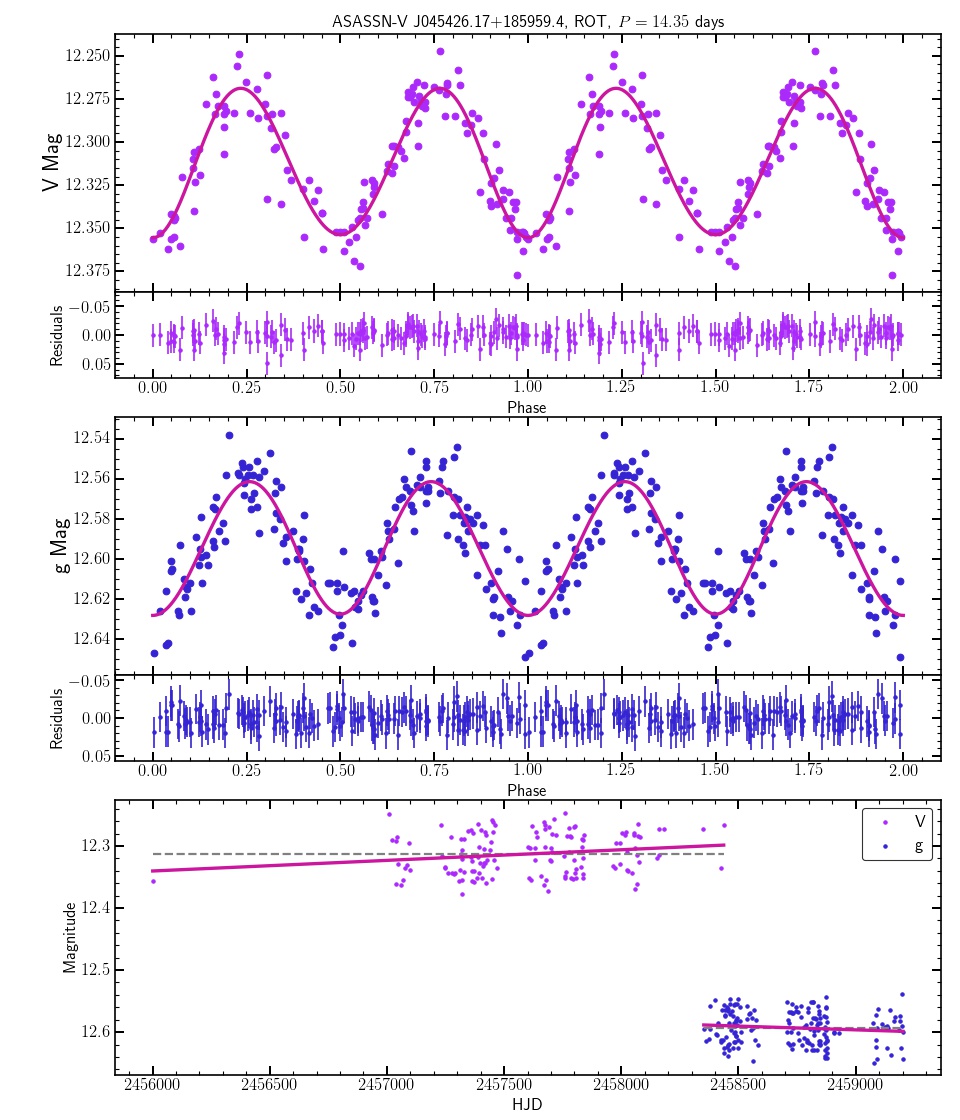 ASASSN-V J045426.17+185959.4, ROT, P = 14.35 days
12.250
12.275
12.300
12.325
12.350
12.375
V Mag
−0.05
0.00
0.05
Residuals
0.00 0.25 0.50 0.75 1.00 1.25 1.50 1.75 2.00
Phase
12.54
12.56
12.58
12.60
12.62
12.64
g Mag
−0.05
0.00
0.05
Residuals
0.00 0.25 0.50 0.75 1.00 1.25 1.50 1.75 2.00
Phase
V
g
12.3
12.4
12.5
12.6
Magnitude
2456000 2456500 2457000 2457500 2458000 2458500 2459000
HJD